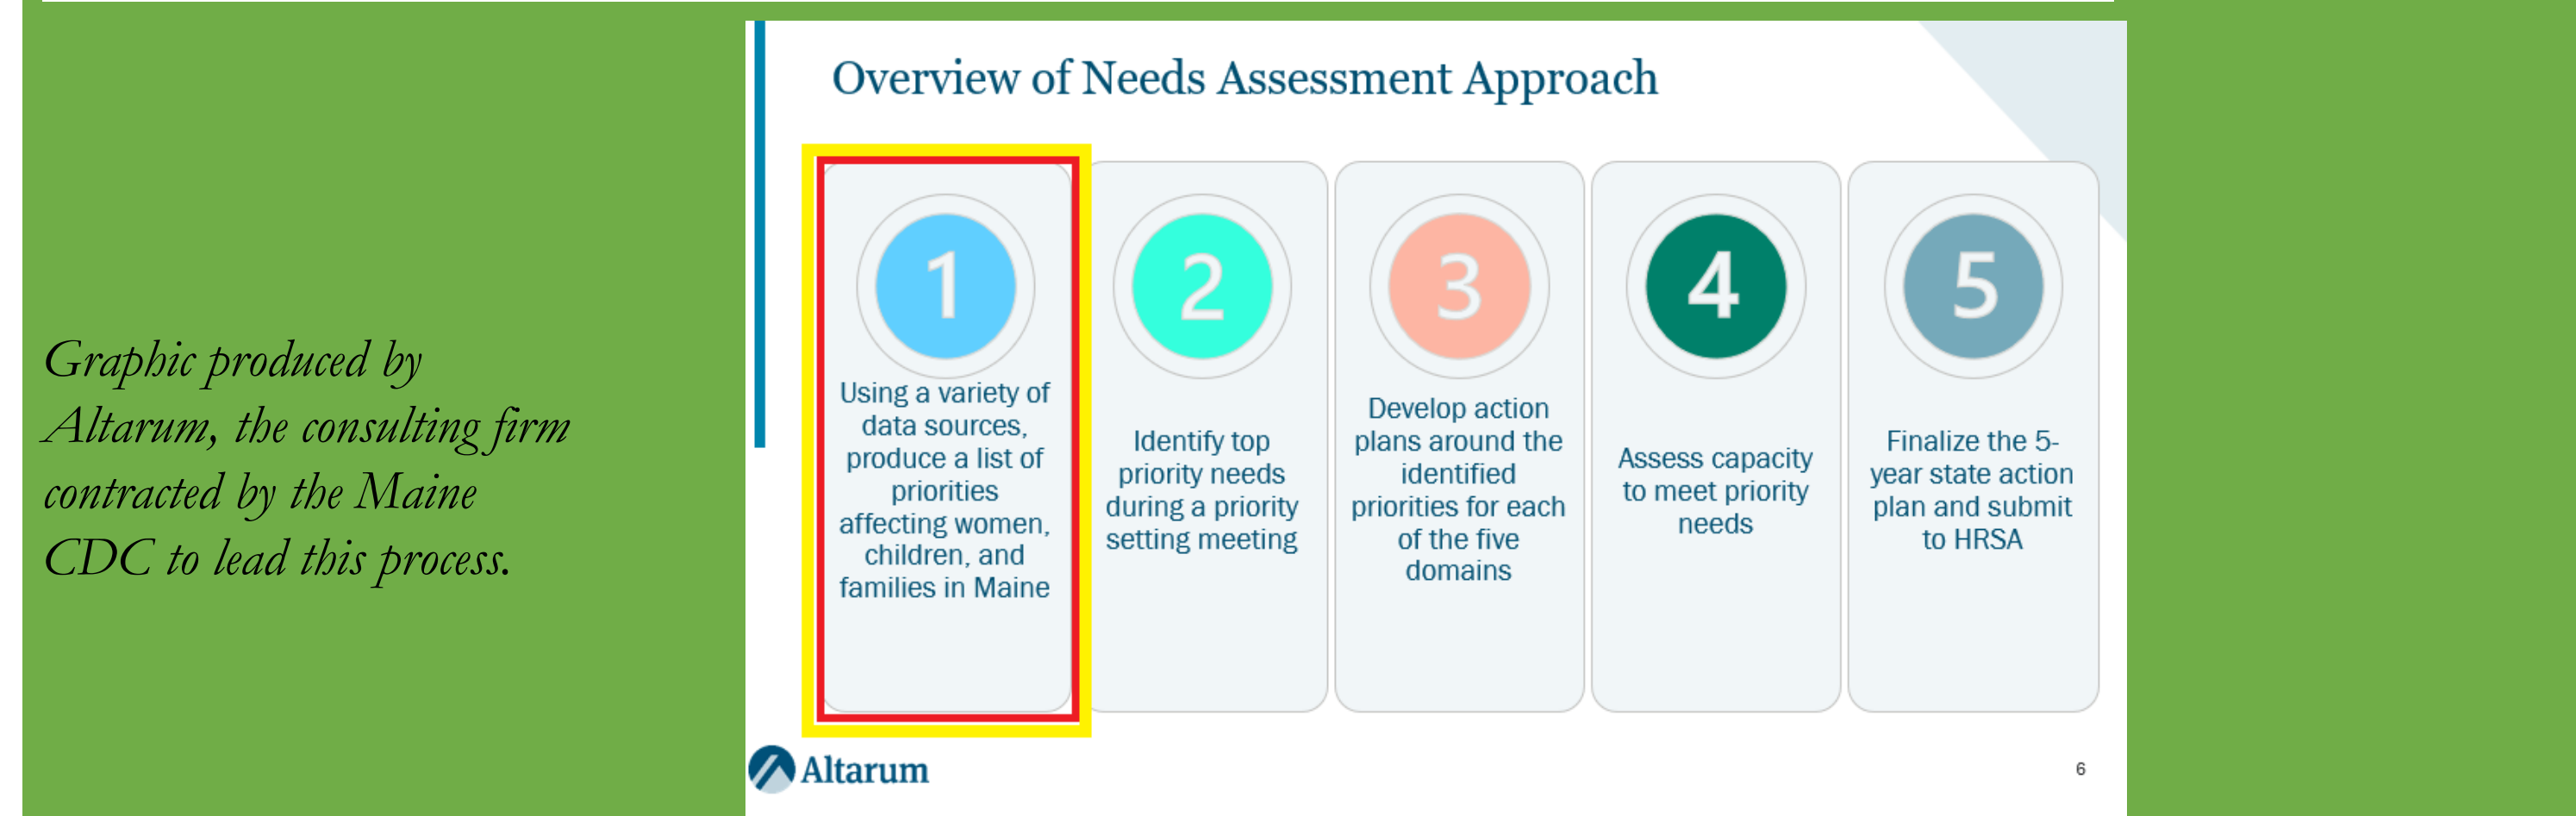 Graphic produced by
Altarum, the consulting firm
contracted by the Maine
CDC to lead this process.
Overview of Needs Assessment Approach
1
Using a variety of
data sources,
produce a list of
priorities
affecting women,
children, and
families in Maine
2
Identify top
priority needs
during a priority
setting meeting
3
Develop action
plans around the
identified
priorities for each
of the five
domains
4
Assess capacity
to meet priority
needs
5
Finalize the 5-
year state action
plan and submit
to HRSA
Altarum
6